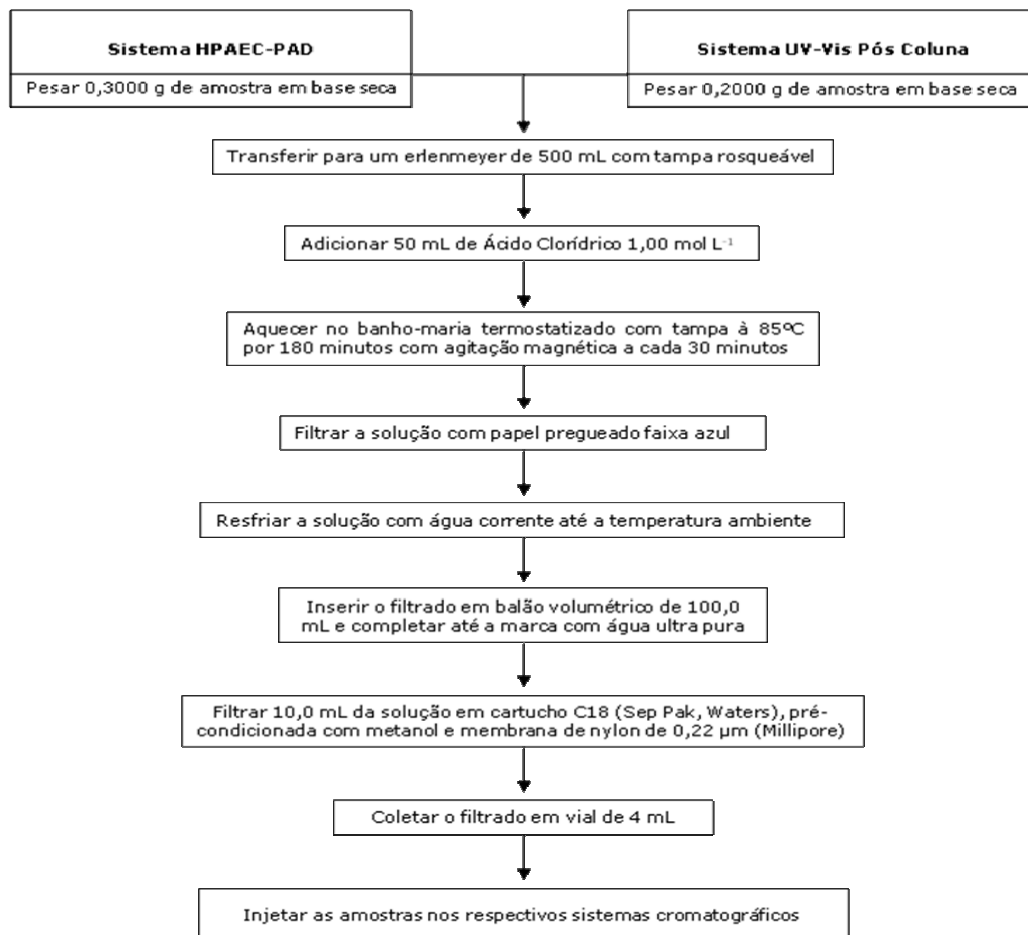 Sistema HPAEC-PAD
Pesar 0,3000 g de amostra em base seca
Sistema UV-Vis Pós Coluna
Pesar 0,2000 g de amostra em base seca
Transferir para um erlenmeyer de 500 mL com tampa rosqueável
Adicionar 50 mL de Ácido Clorídrico 1,00 mol L⁻¹
Aquecer no banho-maria termostatizado com tampa à 85ºC
por 180 minutos com agitação magnética a cada 30 minutos
Filtrar a solução com papel pregueado faixa azul
Resfriar a solução com água corrente até a temperatura ambiente
Inserir o filtrado em balão volumétrico de 100,0
mL e completar até a marca com água ultra pura
Filtrar 10,0 mL da solução em cartucho C18 (Sep Pak, Waters), pré-
condicionada com metanol e membrana de nylon de 0,22 µm (Millipore)
Coletar o filtrado em vial de 4 mL
Injetar as amostras nos respectivos sistemas cromatográficos